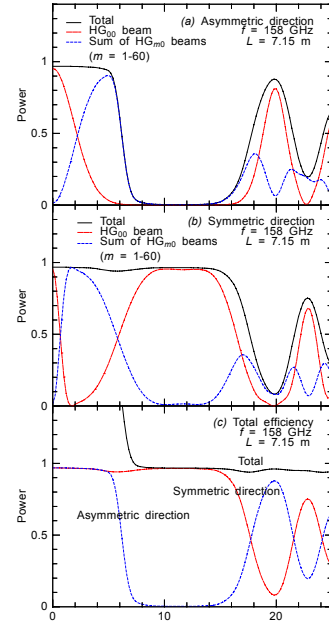 Total
HG00 beam
Sum of HGm0 beams
(m = 1-60)
(a) Asymmetric direction
f = 158 GHz
L = 7.15 m
Power
1
0.5
0
Total
HG00 beam
Sum of HGm0 beams
(m = 1-60)
(b) Symmetric direction
f = 158 GHz
L = 7.15 m
Power
1
0.5
0
(c) Total efficiency
f = 158 GHz
L = 7.15 m
Total
Symmetric direction
Asymmetric direction
Power
1
0.5
0
0 10 20